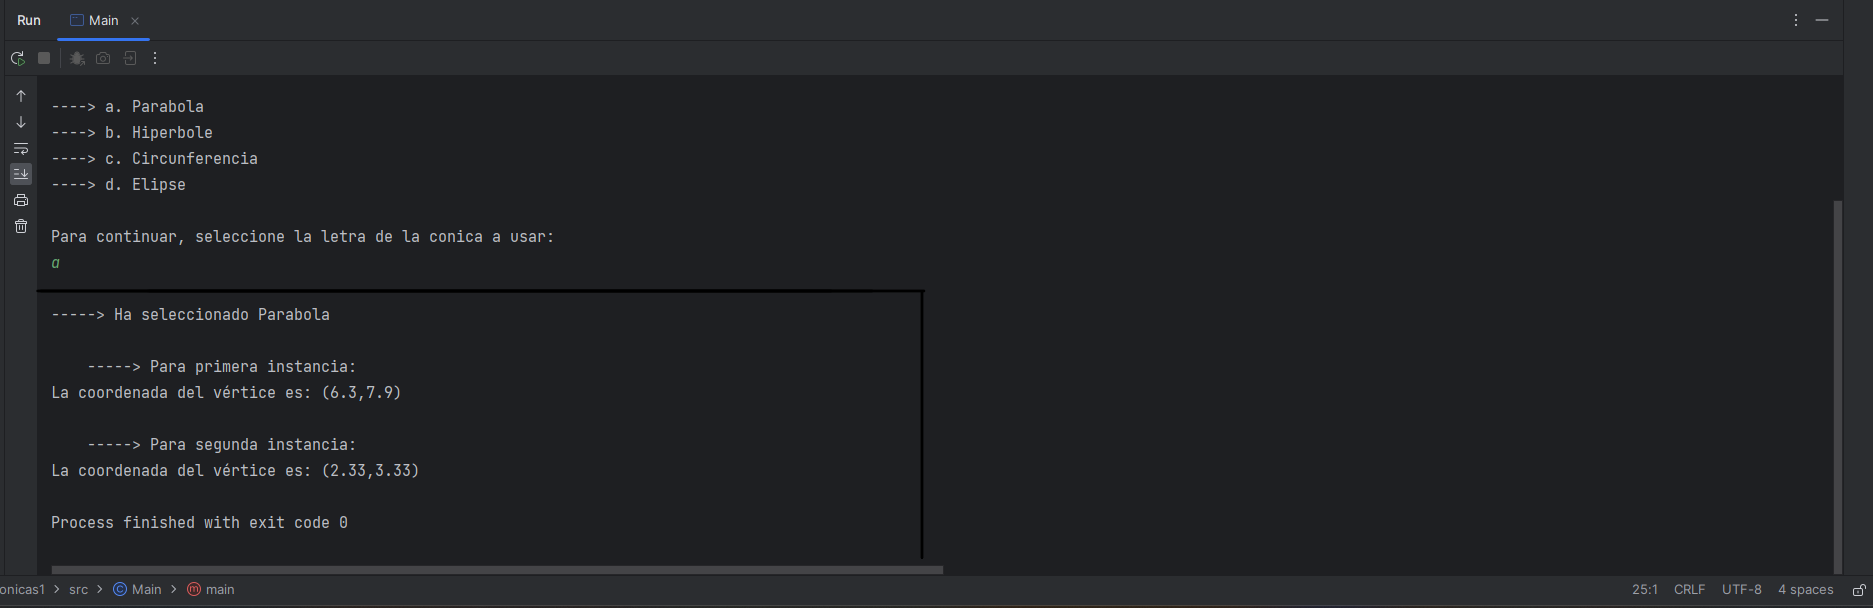 Run Main
----> a. Parabola
----> b. Hiperbole
----> c. Circunferencia
----> d. Elipse
Para continuar, seleccione la letra de la conica a usar:
a
-----> Ha seleccionado Parabola
-----> Para primera instancia:
La coordenada del vértice es: (6.3,7.9)
-----> Para segunda instancia:
La coordenada del vértice es: (2.33,3.33)
Process finished with exit code 0
onicas1 > src > Main > main 25:1 CRLF UTF-8 4 spaces